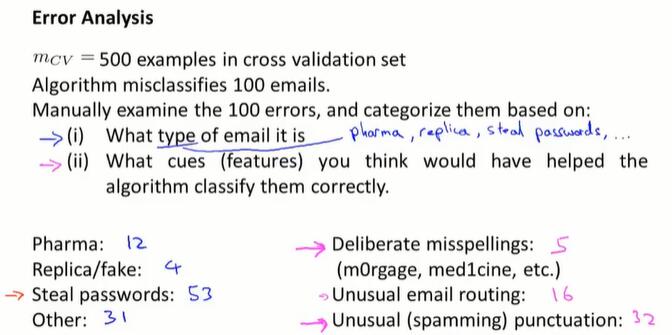 Error Analysis
m_CV = 500 examples in cross validation set
Algorithm misclassifies 100 emails.
Manually examine the 100 errors, and categorize them based on:
→ (i) What type of email it is pharma, replica, steal passwords, ...
→ (ii) What cues (features) you think would have helped the
algorithm classify them correctly.
Pharma: 12
Replica/fake: 4
→ Steal passwords: 53
Other: 31
→ Deliberate misspellings: 5
(m0rgage, med1cine, etc.)
→ Unusual email routing: 16
→ Unusual (spamming) punctuation: 32